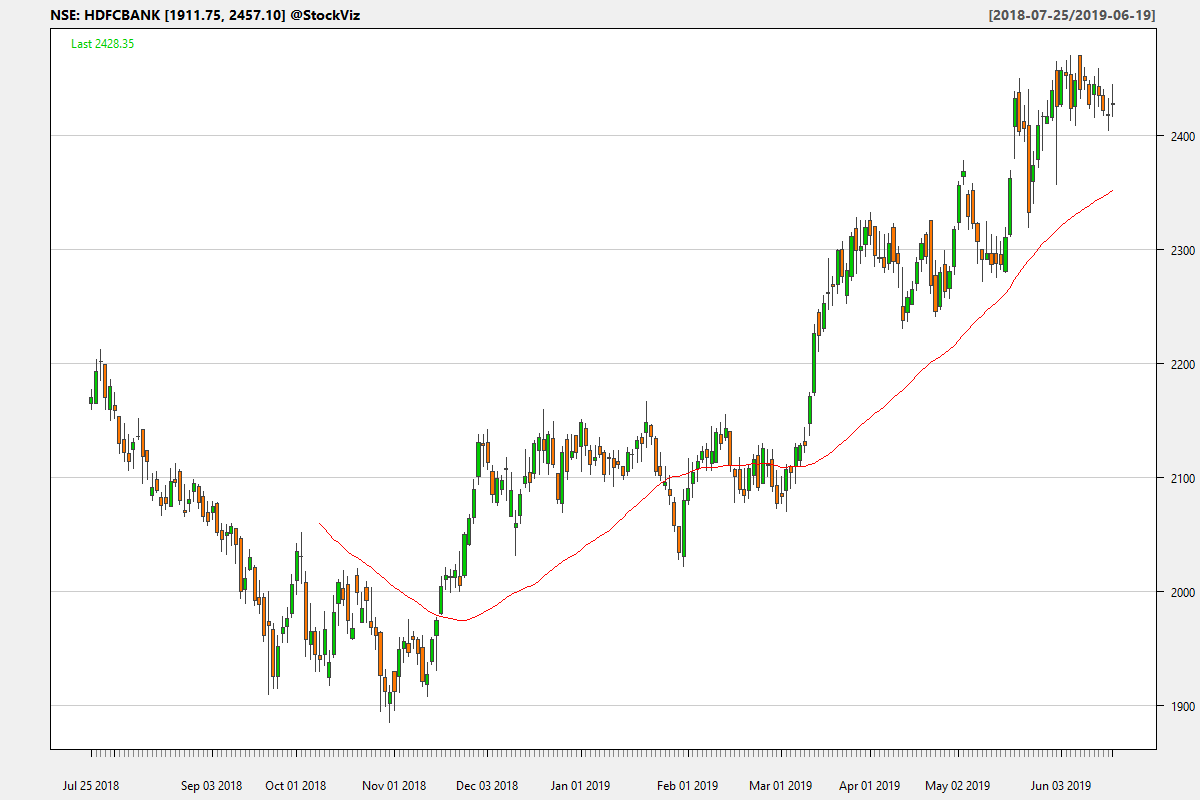 NSE: HDFCBANK [1911.75, 2457.10] @StockViz [2018-07-25/2019-06-19]
Last 2428.35
2400
2300
2200
2100
2000
1900
Jul 25 2018 Sep 03 2018 Oct 01 2018 Nov 01 2018 Dec 03 2018 Jan 01 2019 Feb 01 2019 Mar 01 2019 Apr 01 2019 May 02 2019 Jun 03 2019